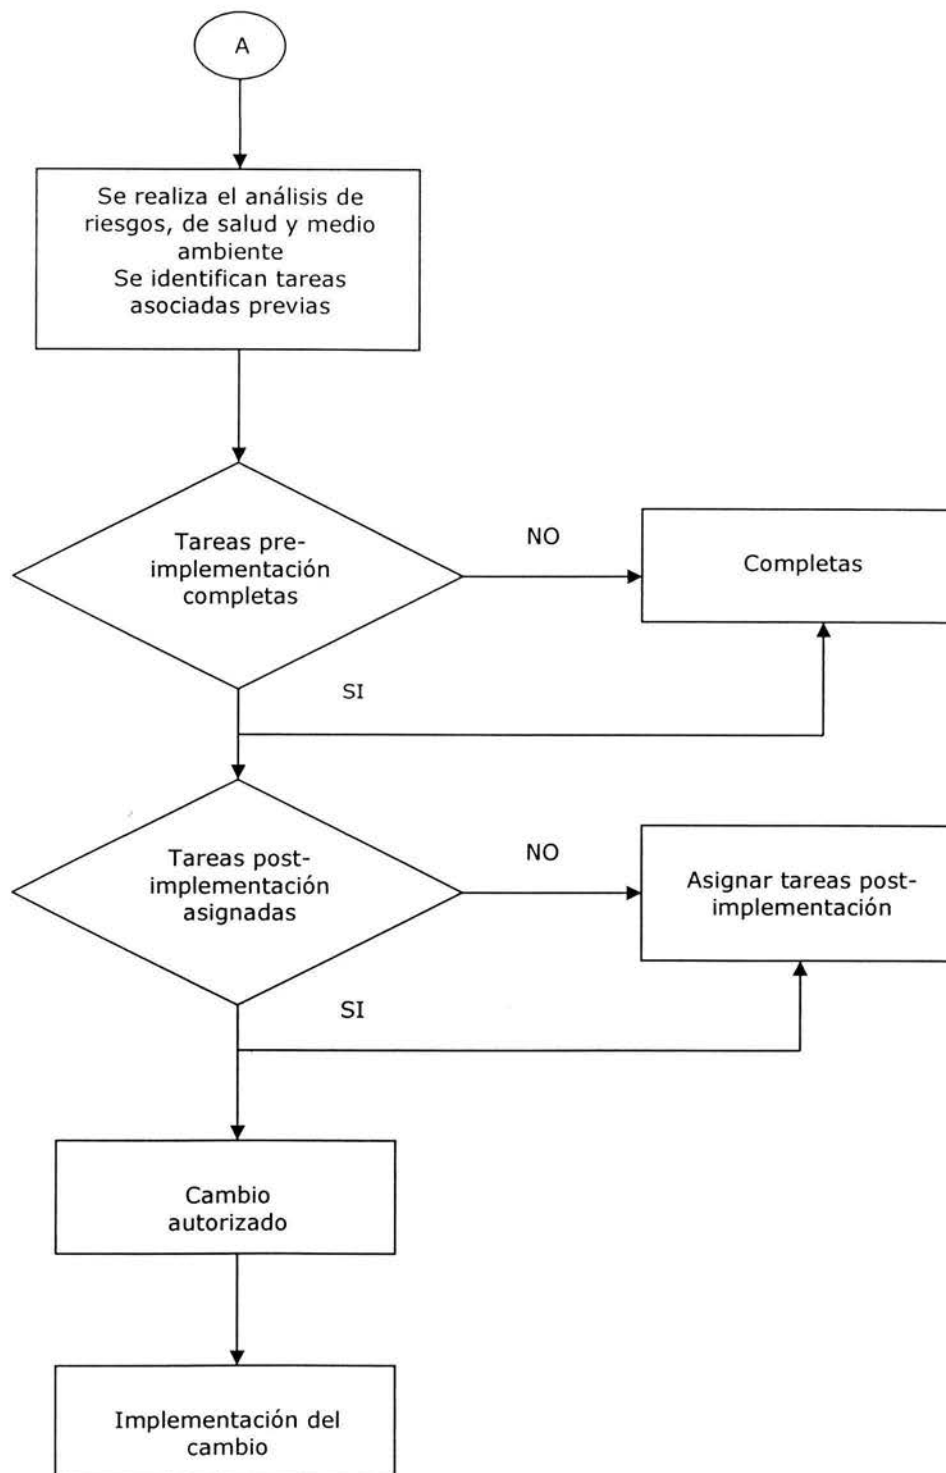 A
Se realiza el análisis de
riesgos, de salud y medio
ambiente
Se identifican tareas
asociadas previas
Tareas pre-
implementación
completas
NO
Completas
SI
Tareas post-
implementación
asignadas
NO
Asignar tareas post-
implementación
SI
Cambio
autorizado
Implementación del
cambio